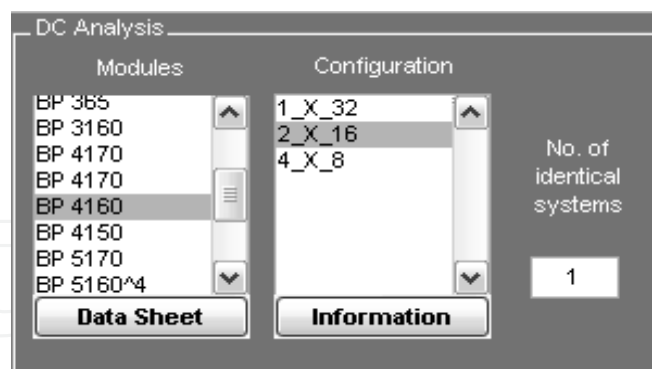 DC Analysis
Modules
Configuration
BP 365
BP 3160
BP 4170
BP 4170
BP 4160
BP 4150
BP 5170
BP 5160^4
Data Sheet
1_X_32
2_X_16
4_X_8
Information
No. of
identical
systems
1